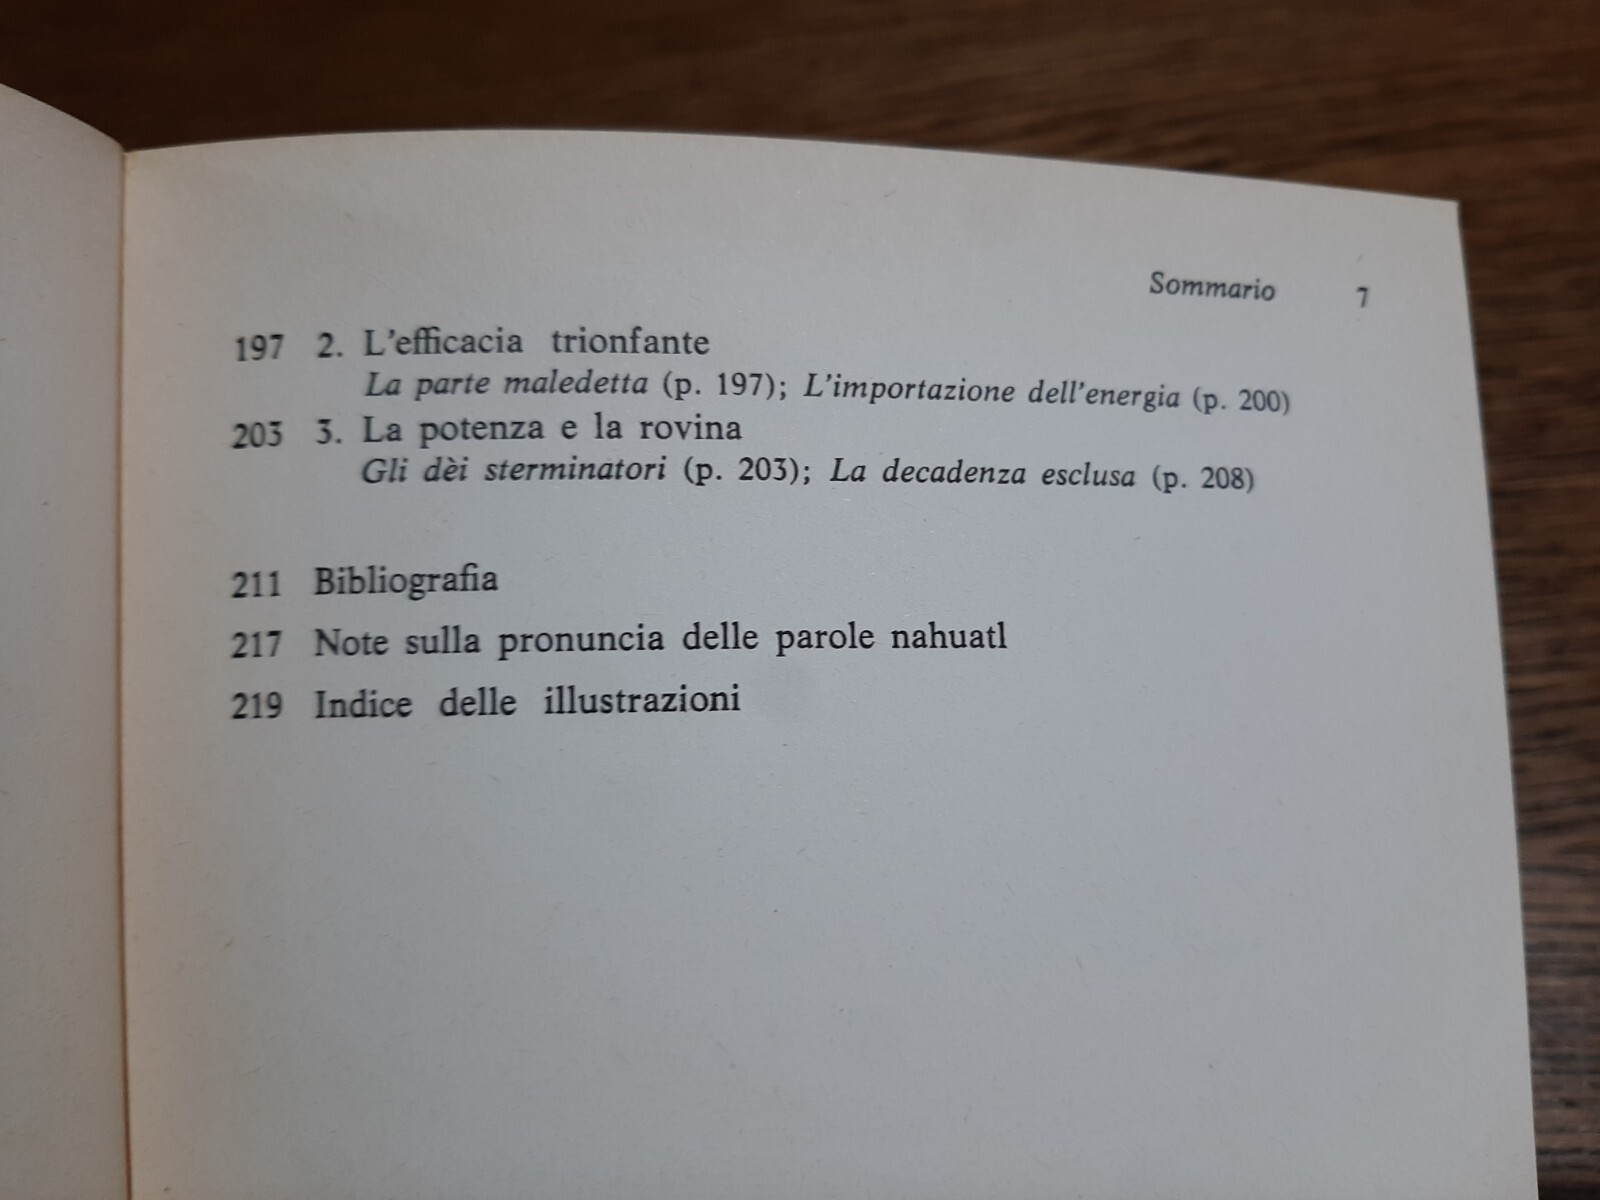 Sommario 7
197 2. L'efficacia trionfante
La parte maledetta (p. 197); L'importazione dell'energia (p. 200)
203 3. La potenza e la rovina
Gli dèi sterminatori (p. 203); La decadenza esclusa (p. 208)
211 Bibliografia
217 Note sulla pronuncia delle parole nahuatl
219 Indice delle illustrazioni